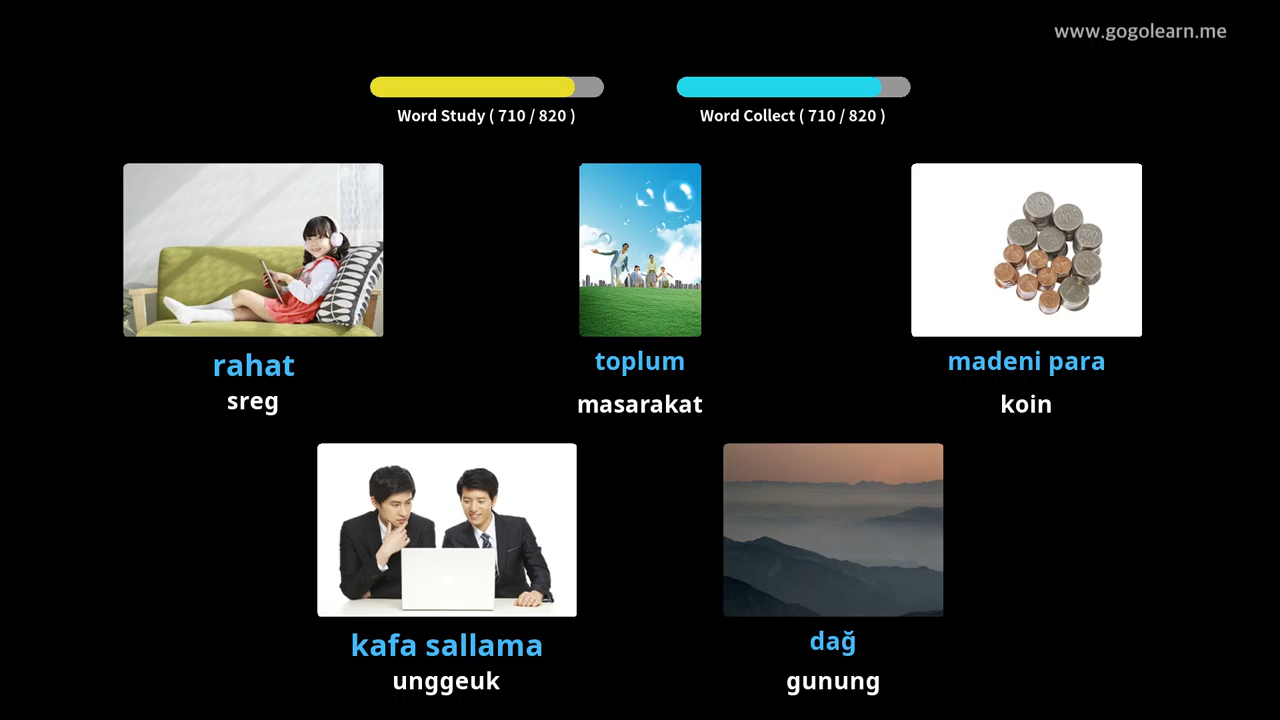 www.gogolearn.me
Word Study ( 710 / 820 )
Word Collect ( 710 / 820 )
rahat
sreg
toplum
masarakat
madeni para
koin
kafa sallama
unggeuk
dağ
gunung